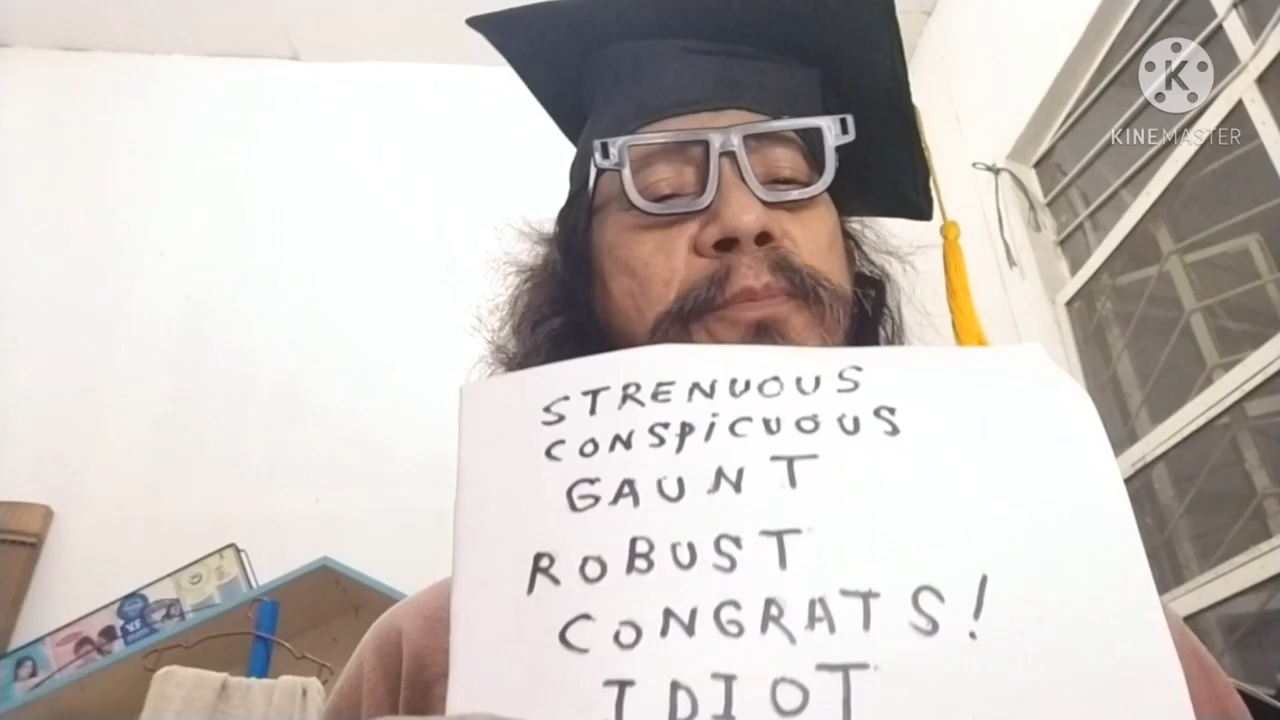 K
KINEMASTER
STRENUOUS
CONSPiCUOUS
GAUNT
ROBUST
CONGRATS!
IDIOT